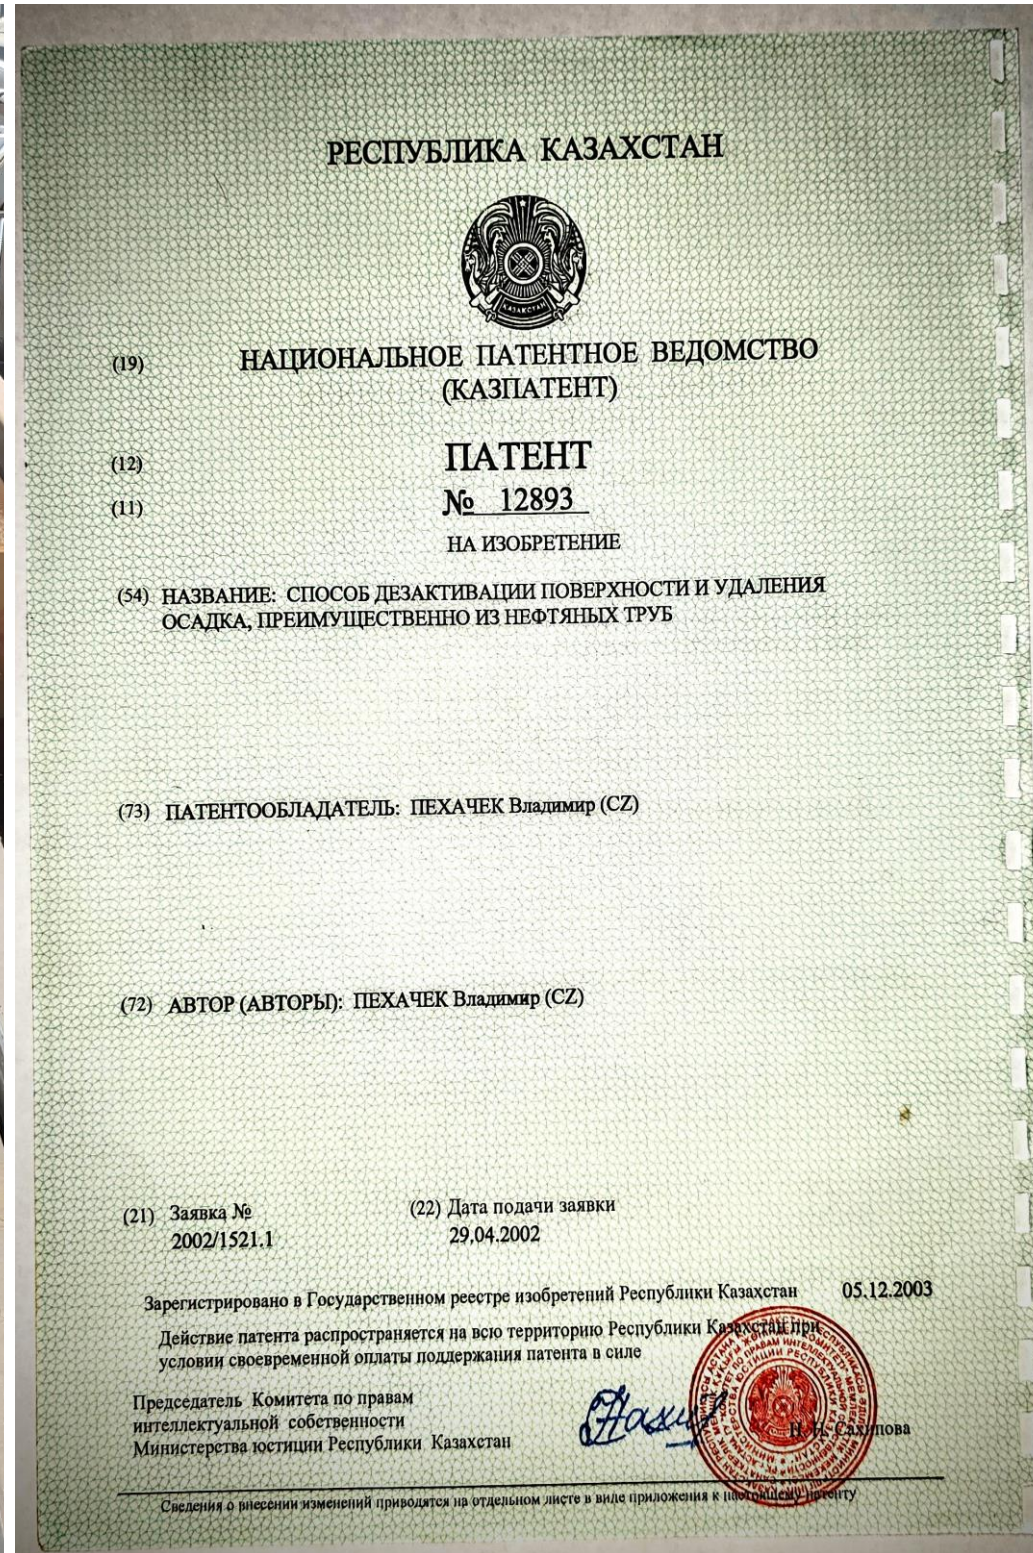 РЕСПУБЛИКА КАЗАХСТАН
ҚАЗАҚСТАН
(19) НАЦИОНАЛЬНОЕ ПАТЕНТНОЕ ВЕДОМСТВО
(КАЗПАТЕНТ)
(12) ПАТЕНТ
(11) № 12893
НА ИЗОБРЕТЕНИЕ
(54) НАЗВАНИЕ: СПОСОБ ДЕЗАКТИВАЦИИ ПОВЕРХНОСТИ И УДАЛЕНИЯ
ОСАДКА, ПРЕИМУЩЕСТВЕННО ИЗ НЕФТЯНЫХ ТРУБ
(73) ПАТЕНТООБЛАДАТЕЛЬ: ПЕХАЧЕК Владимир (CZ)
(72) АВТОР (АВТОРЫ): ПЕХАЧЕК Владимир (CZ)
(21) Заявка № (22) Дата подачи заявки
2002/1521.1 29.04.2002
Зарегистрировано в Государственном реестре изобретений Республики Казахстан 05.12.2003
Действие патента распространяется на всю территорию Республики Казахстан при
условии своевременной оплаты поддержания патента в силе
Председатель Комитета по правам
интеллектуальной собственности
Министерства юстиции Республики Казахстан Н. Н. Сахипова
Сведения о внесении изменений приводятся на отдельном листе в виде приложения к настоящему патенту